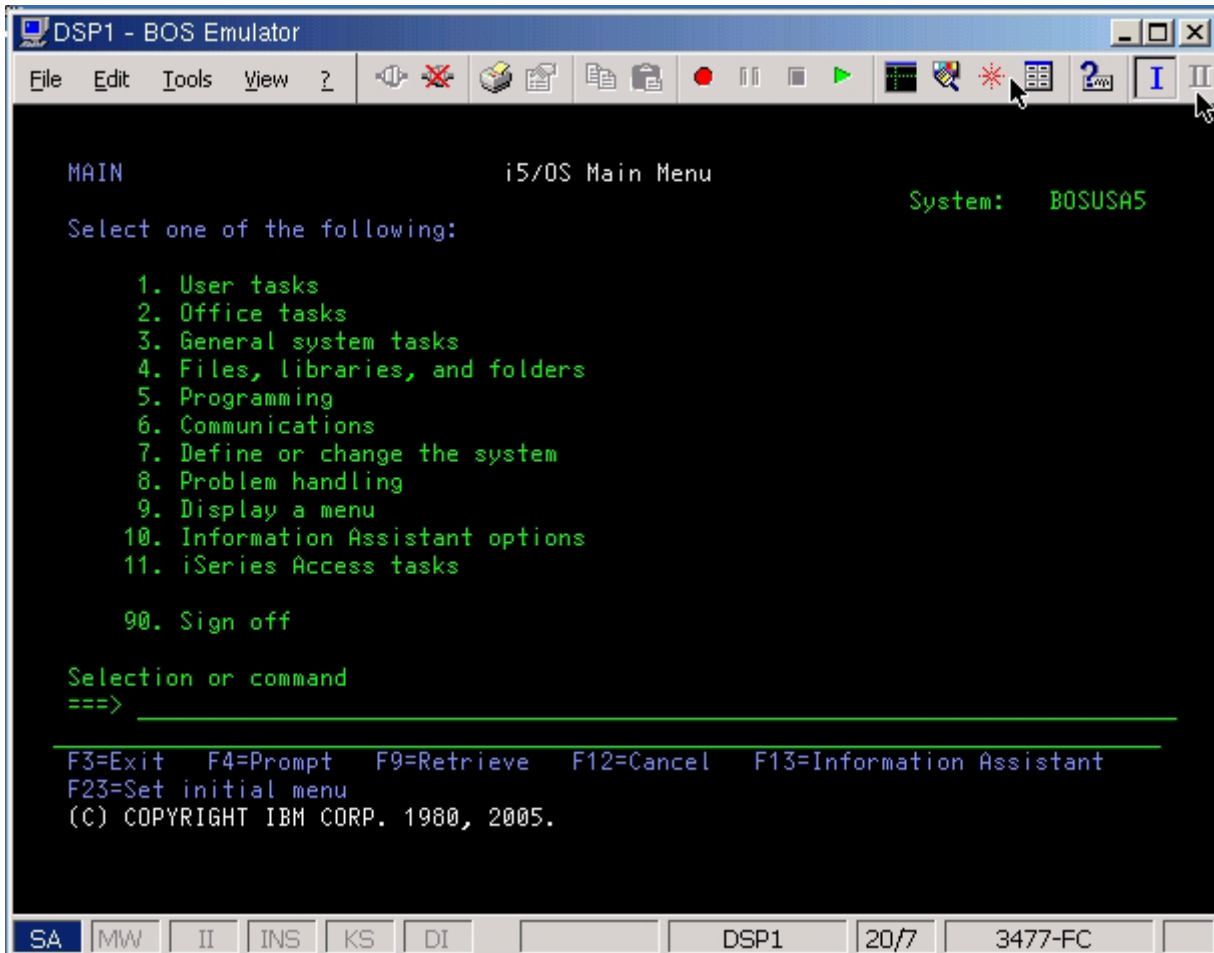 DSP1 - BOS Emulator
File Edit Tools View ?
I II
MAIN i5/OS Main Menu
System: BOSUSA5
Select one of the following:
1. User tasks
2. Office tasks
3. General system tasks
4. Files, libraries, and folders
5. Programming
6. Communications
7. Define or change the system
8. Problem handling
9. Display a menu
10. Information Assistant options
11. iSeries Access tasks
90. Sign off
Selection or command
===>
F3=Exit F4=Prompt F9=Retrieve F12=Cancel F13=Information Assistant
F23=Set initial menu
(C) COPYRIGHT IBM CORP. 1980, 2005.
SA MW II INS KS DI DSP1 20/7 3477-FC